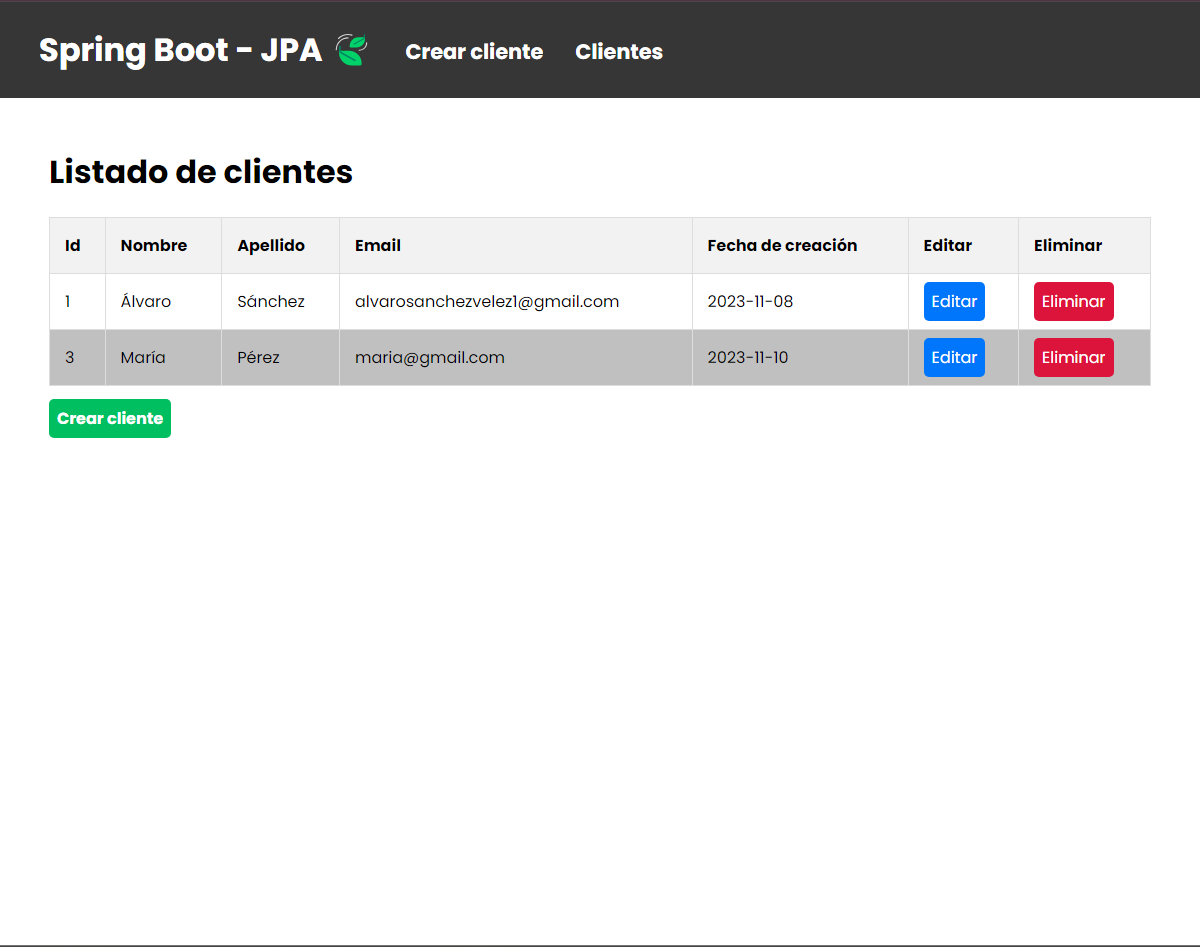 Spring Boot - JPA Crear cliente Clientes
Listado de clientes
Id Nombre Apellido Email Fecha de creación Editar Eliminar
1 Álvaro Sánchez alvarosanchezvelez1@gmail.com 2023-11-08 Editar Eliminar
3 María Pérez maria@gmail.com 2023-11-10 Editar Eliminar
Crear cliente